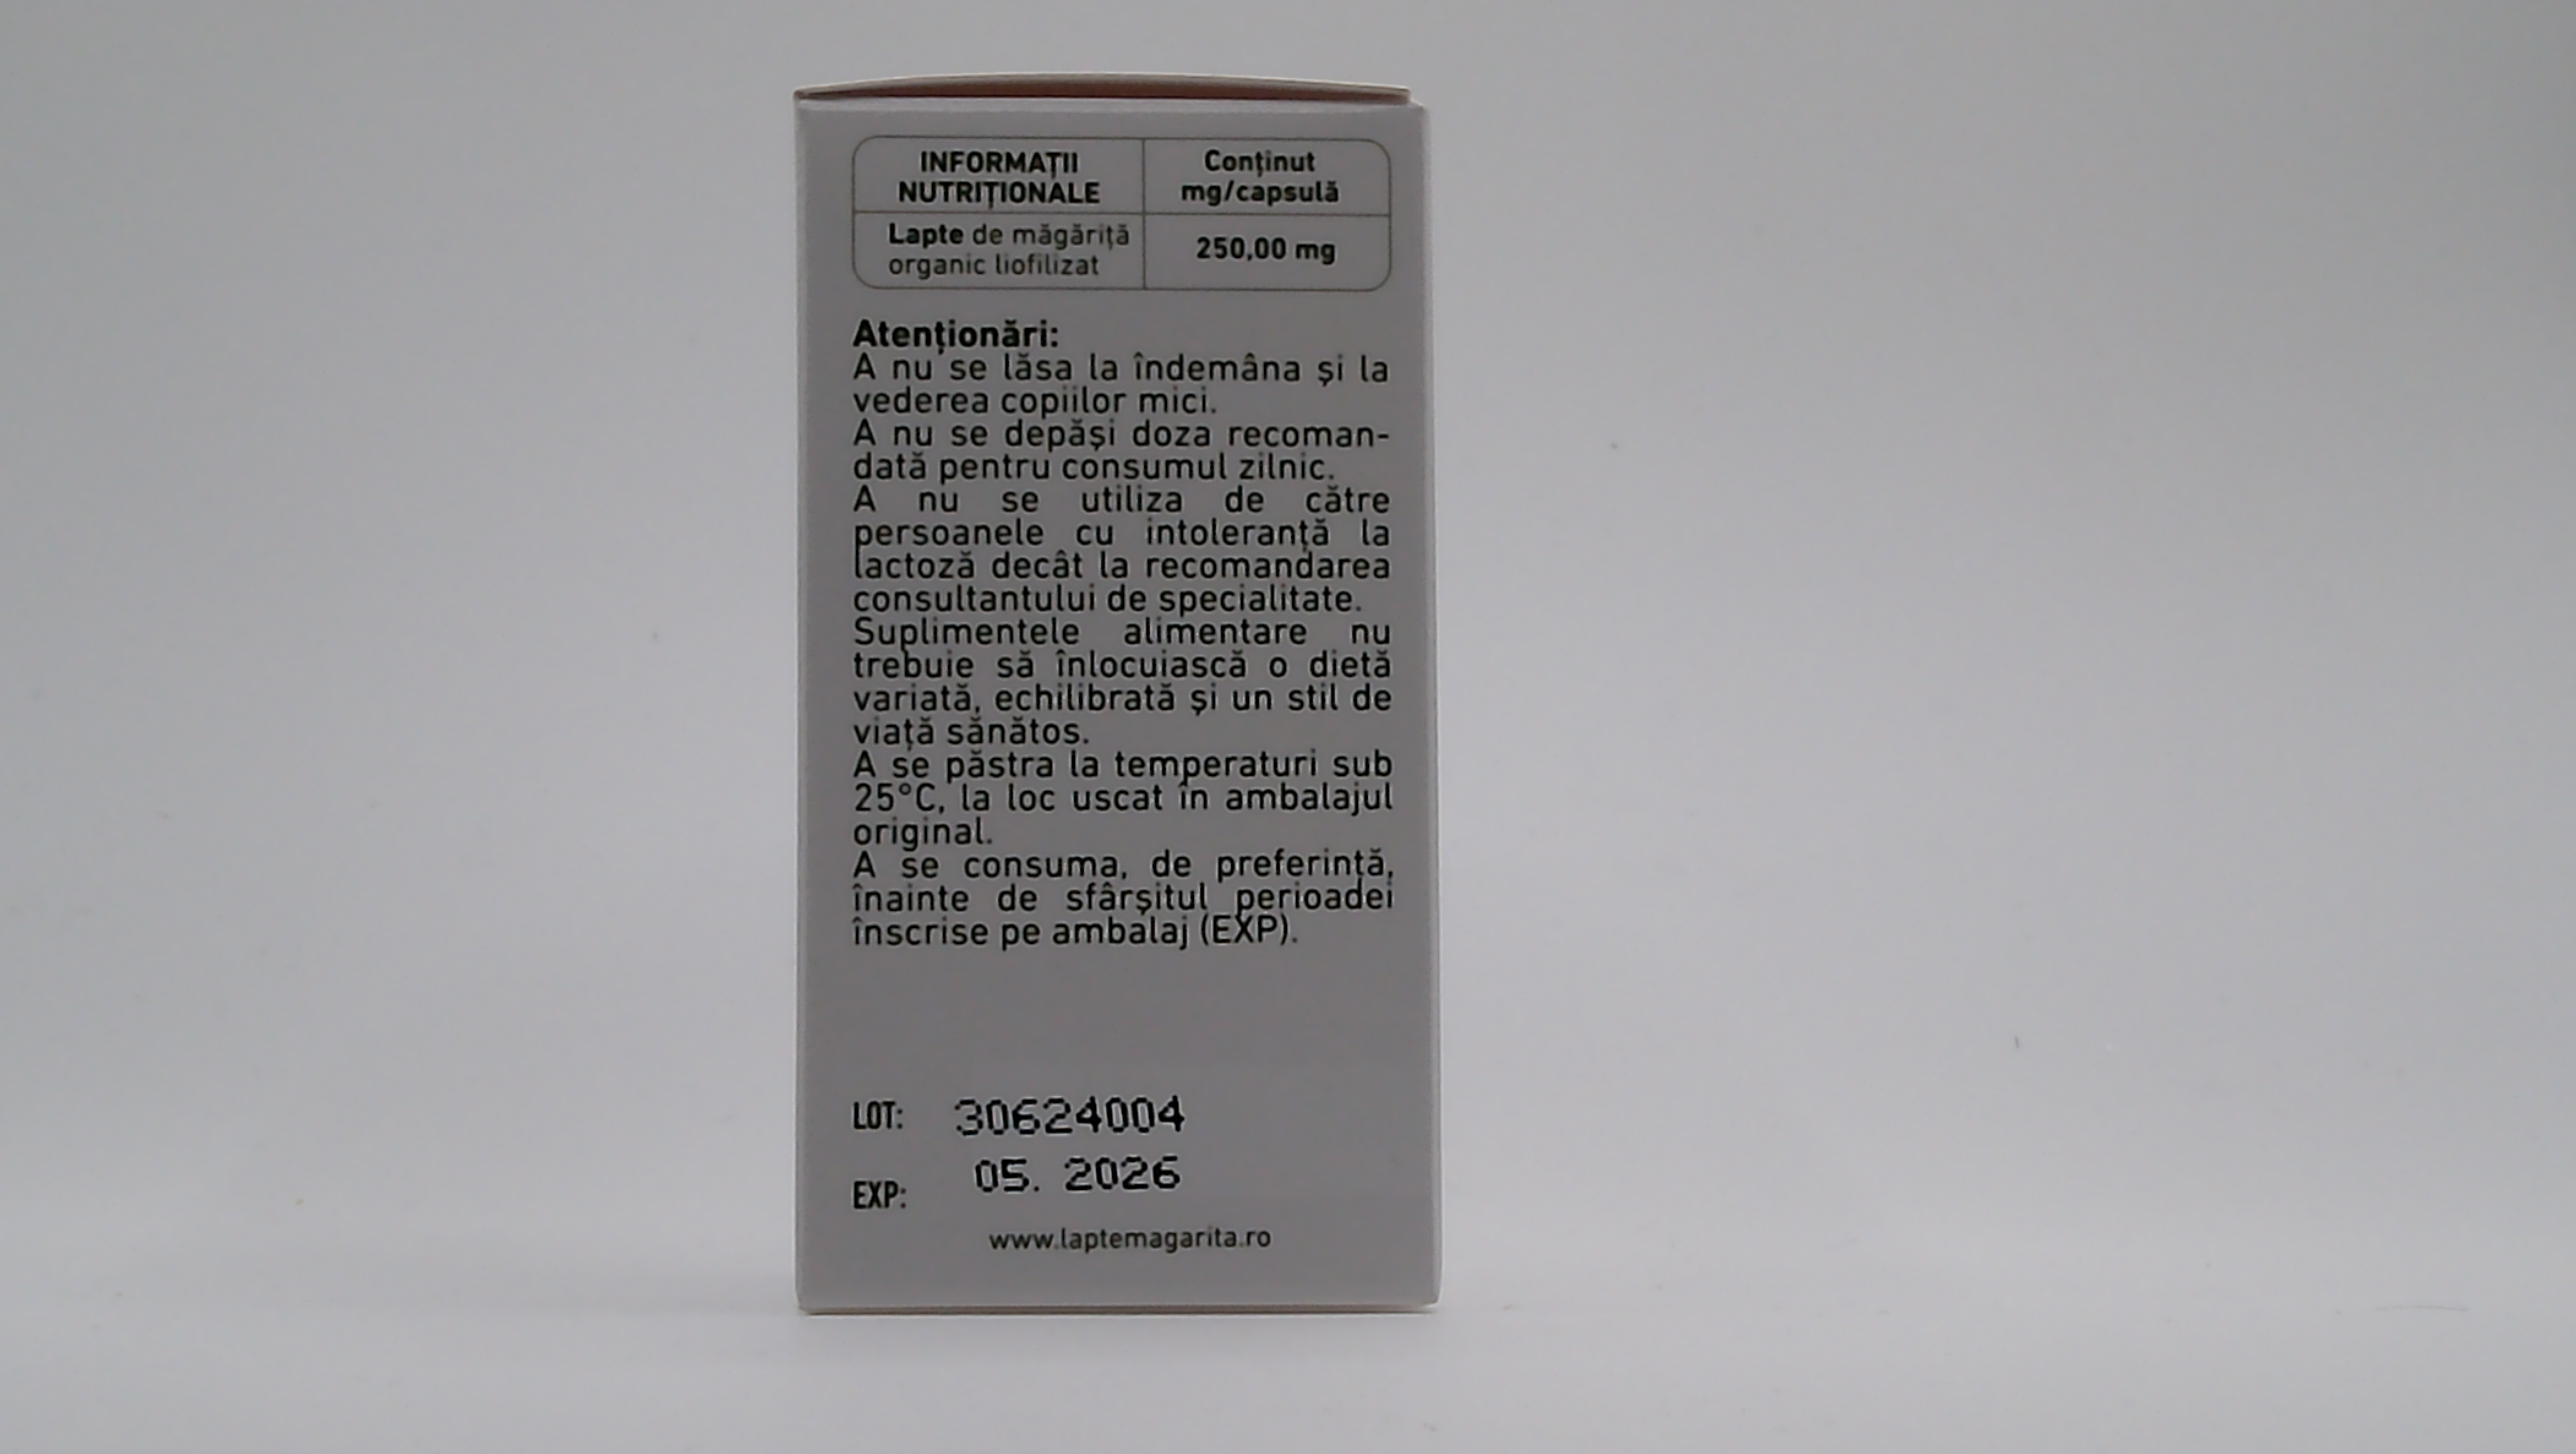 INFORMAȚII
NUTRIȚIONALE
Conținut
mg/capsulă
Lapte de măgăriță
organic liofilizat
250,00 mg
Atenționări:
A nu se lăsa la îndemâna și la
vederea copiilor mici.
A nu se depăși doza recoman-
dată pentru consumul zilnic.
A nu se utiliza de către
persoanele cu intoleranță la
lactoză decât la recomandarea
consultantului de specialitate.
Suplimentele alimentare nu
trebuie să înlocuiască o dietă
variată, echilibrată și un stil de
viață sănătos.
A se păstra la temperaturi sub
25°C, la loc uscat în ambalajul
original.
A se consuma, de preferință,
înainte de sfârșitul perioadei
înscrise pe ambalaj (EXP).
LOT: 30624004
EXP: 05. 2026
www.laptemagarita.ro